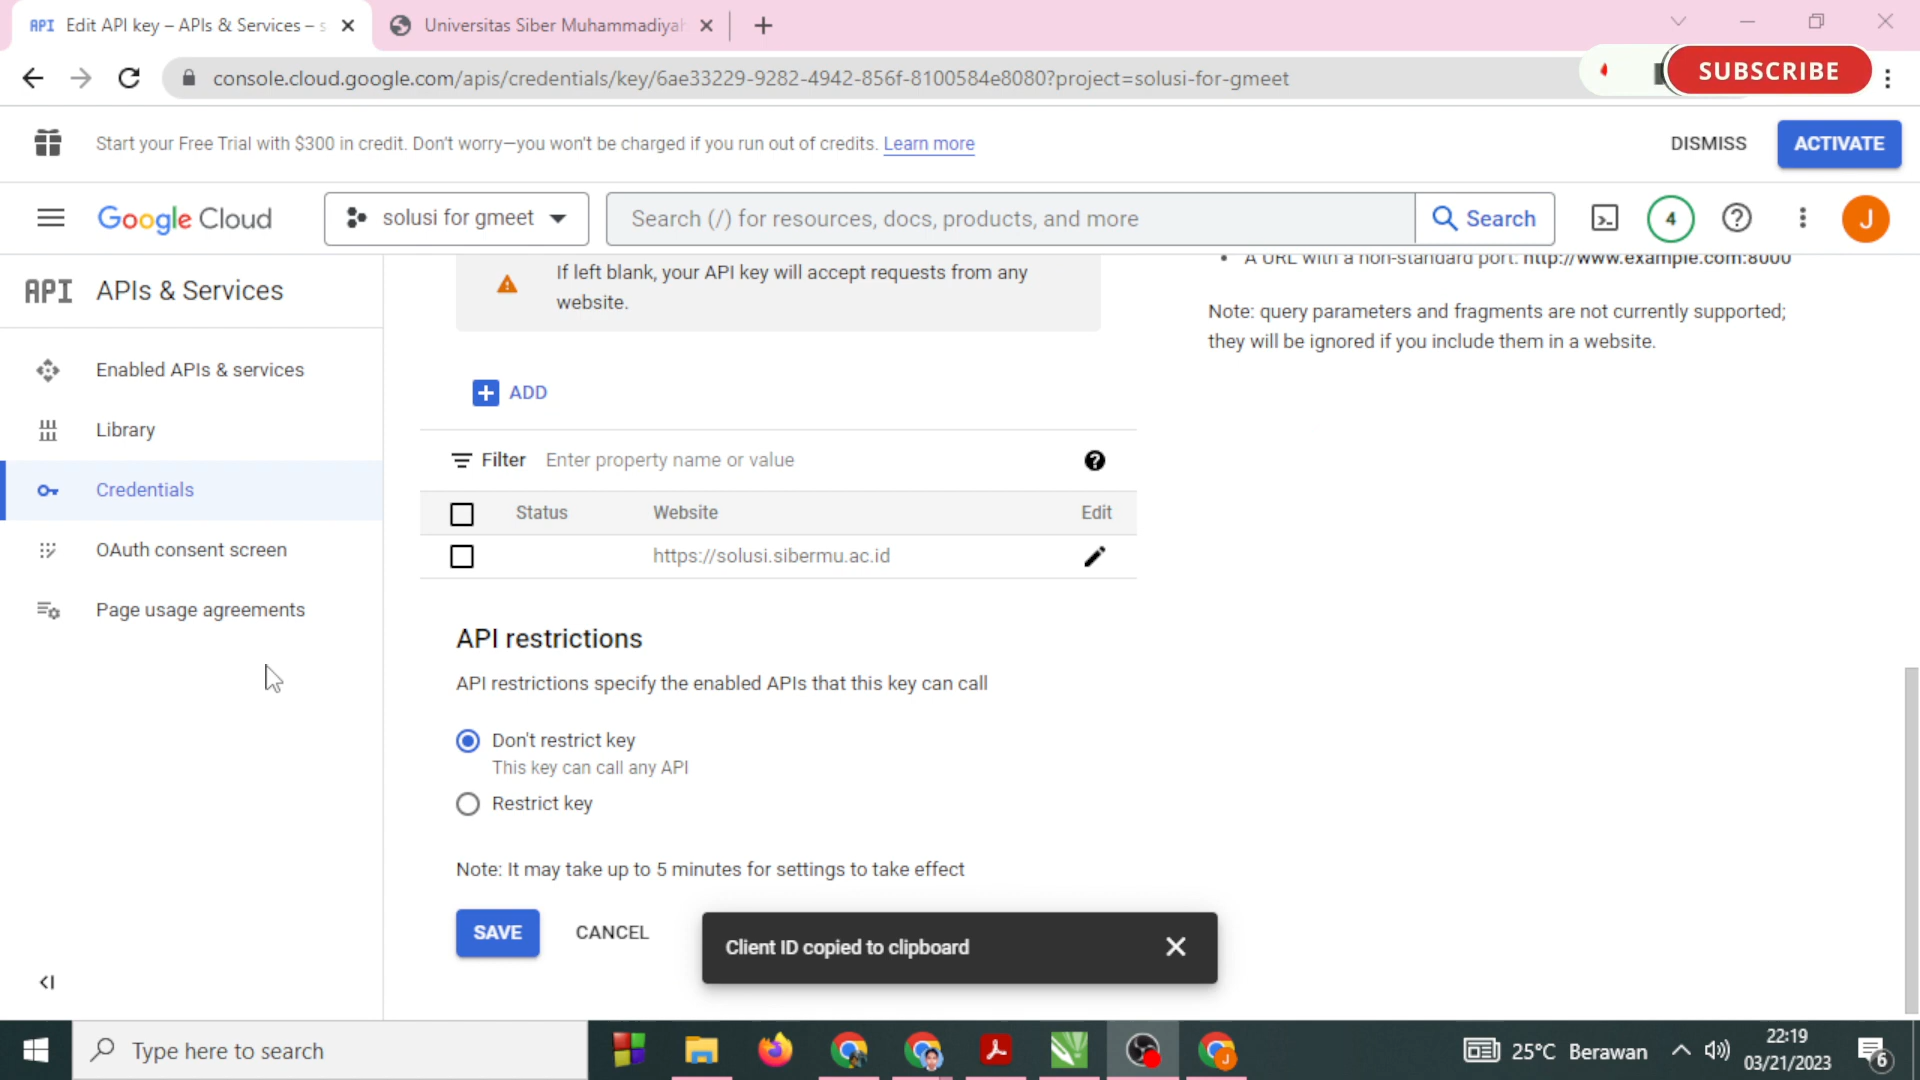 API Edit API key – APIs & Services – s
Universitas Siber Muhammadiyah
console.cloud.google.com/apis/credentials/key/6ae33229-9282-4942-856f-8100584e8080?project=solusi-for-gmeet
SUBSCRIBE
Start your Free Trial with $300 in credit. Don't worry—you won't be charged if you run out of credits. Learn more
DISMISS
ACTIVATE
Google Cloud
solusi for gmeet
Search (/) for resources, docs, products, and more
Search
4
J
API APIs & Services
Enabled APIs & services
Library
Credentials
OAuth consent screen
Page usage agreements
If left blank, your API key will accept requests from any
website.
ADD
Filter Enter property name or value
Status Website Edit
https://solusi.sibermu.ac.id
API restrictions
API restrictions specify the enabled APIs that this key can call
Don't restrict key
This key can call any API
Restrict key
Note: It may take up to 5 minutes for settings to take effect
SAVE
CANCEL
Client ID copied to clipboard
• A URL with a non-standard port: http://www.example.com:8000
Note: query parameters and fragments are not currently supported;
they will be ignored if you include them in a website.
Type here to search
J
25°C Berawan
22:19
03/21/2023
6